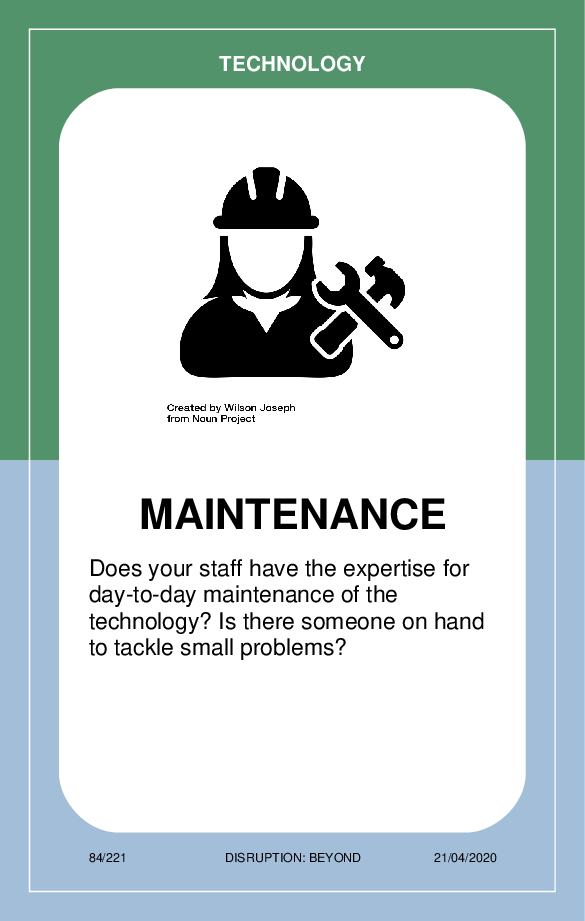 TECHNOLOGY
Created by Wilson Joseph
from Noun Project
MAINTENANCE
Does your staff have the expertise for
day-to-day maintenance of the
technology? Is there someone on hand
to tackle small problems?
84/221 DISRUPTION: BEYOND 21/04/2020